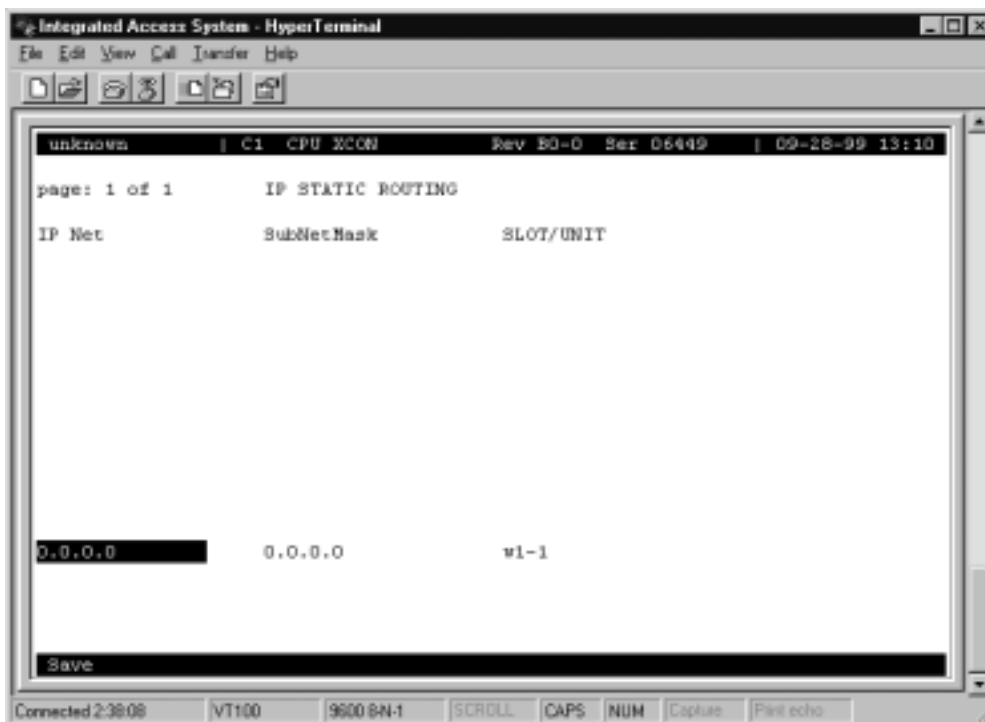 Integrated Access System - HyperTerminal
File Edit View Call Transfer Help
unknown | C1 CPU XCON Rev B0-0 Ser 06449 | 09-28-99 13:10
page: 1 of 1 IP STATIC ROUTING
IP Net SubNetMask SLOT/UNIT
0.0.0.0 0.0.0.0 w1-1
Save
Connected 2:38:08 VT100 9600 8-N-1 SCROLL CAPS NUM Capture Print echo